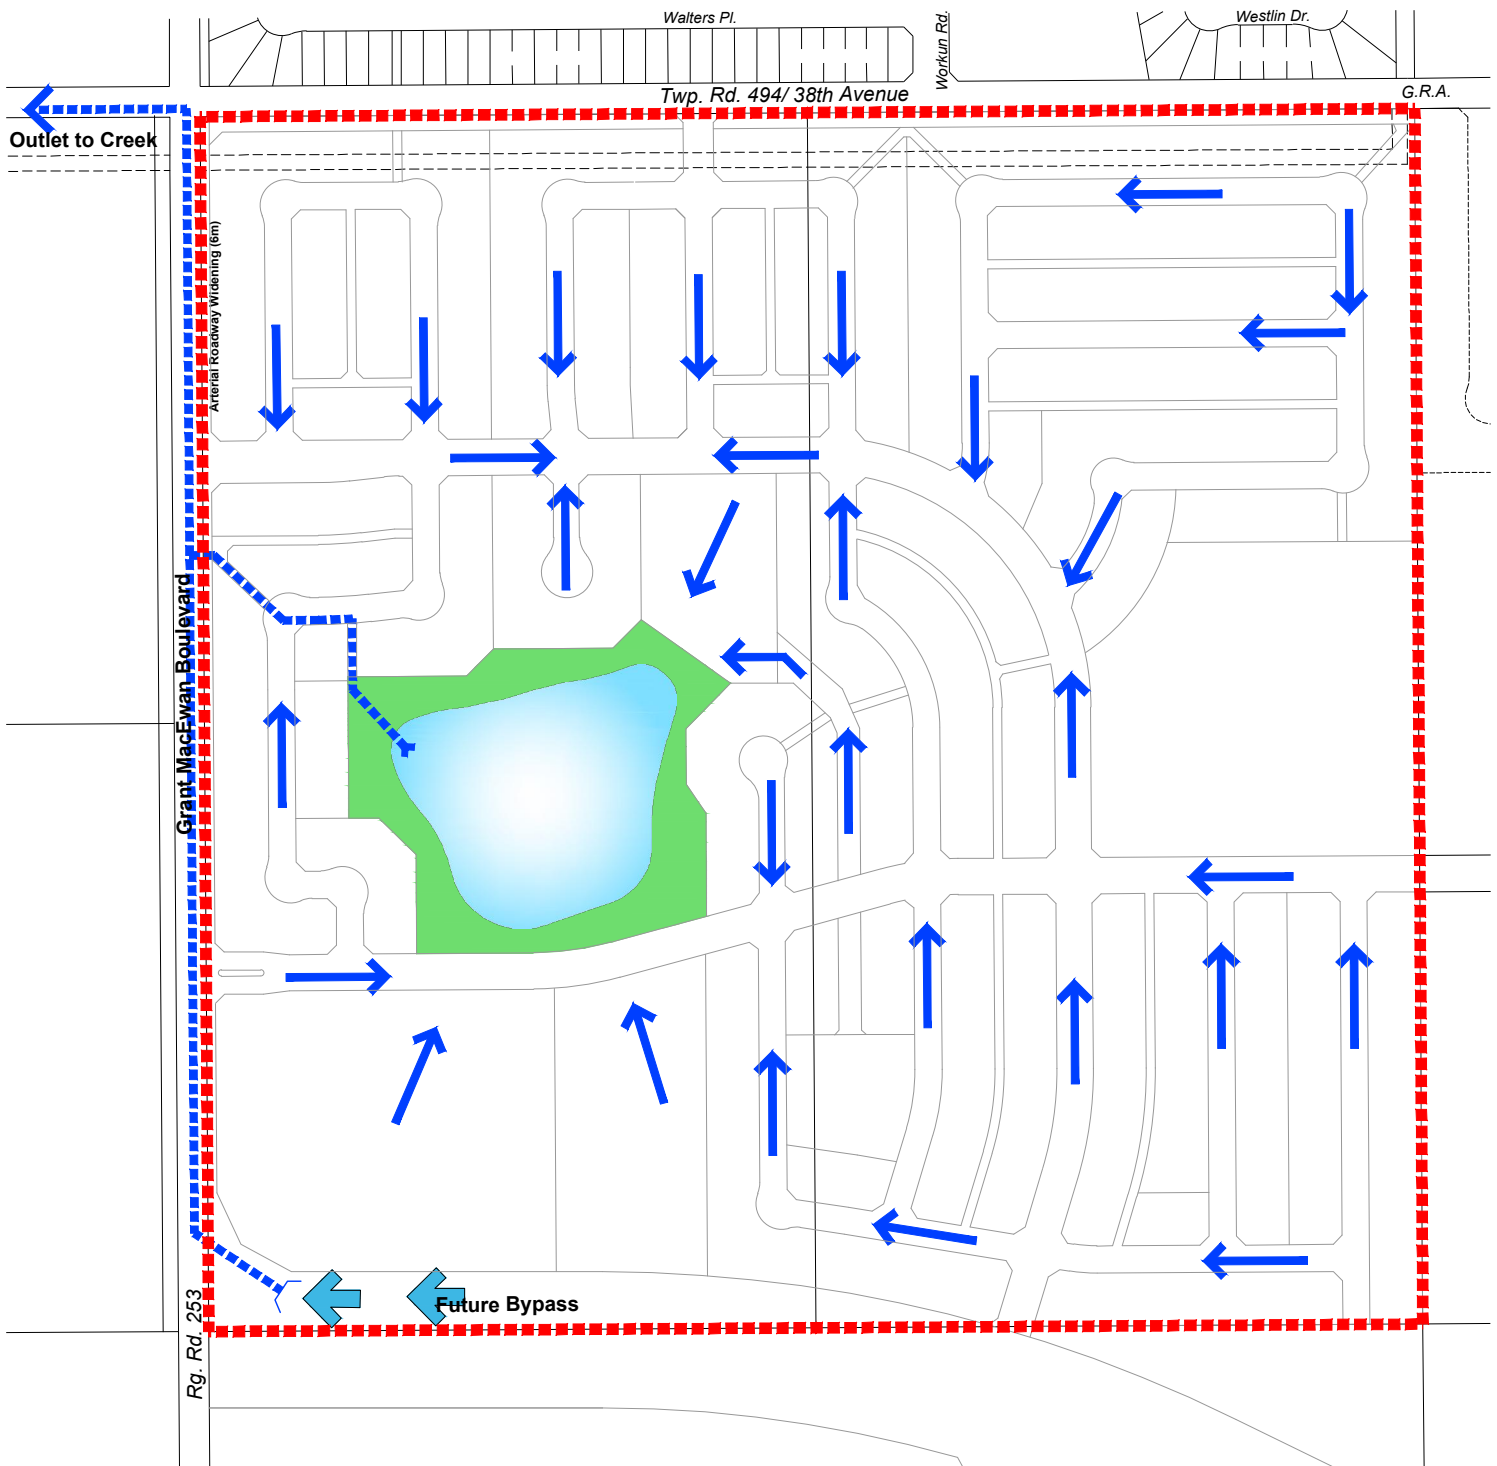 Walters Pl.
Workun Rd.
Westlin Dr.
Twp. Rd. 494/ 38th Avenue
G.R.A.
Outlet to Creek
Arterial Roadway Widening (6m)
Grant MacEwan Boulevard
Future Bypass
Rg. Rd. 253